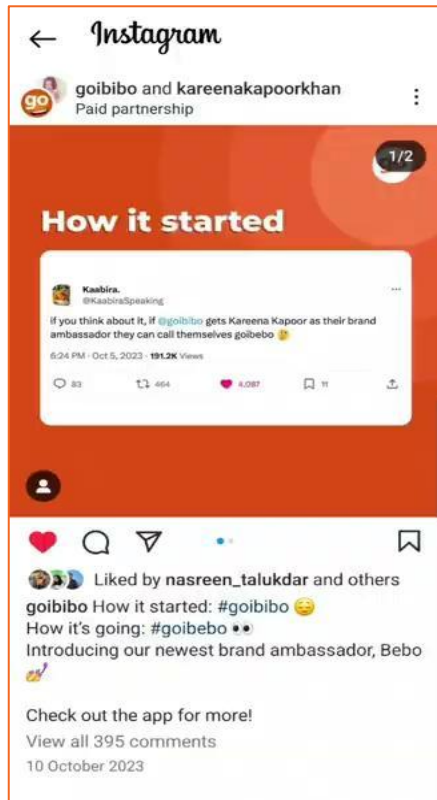 Instagram
goibibo and kareenakapoorkhan
Paid partnership
go
1/2
How it started
Kaabira.
@KaabiraSpeaking
if you think about it, if @goibibo gets Kareena Kapoor as their brand
ambassador they can call themselves goibebo 🤔
6:24 PM · Oct 5, 2023 · 191.2K Views
83 464 4,087 11
Liked by nasreen_talukdar and others
goibibo How it started: #goibibo 😌
How it's going: #goibebo 👀
Introducing our newest brand ambassador, Bebo
💅
Check out the app for more!
View all 395 comments
10 October 2023